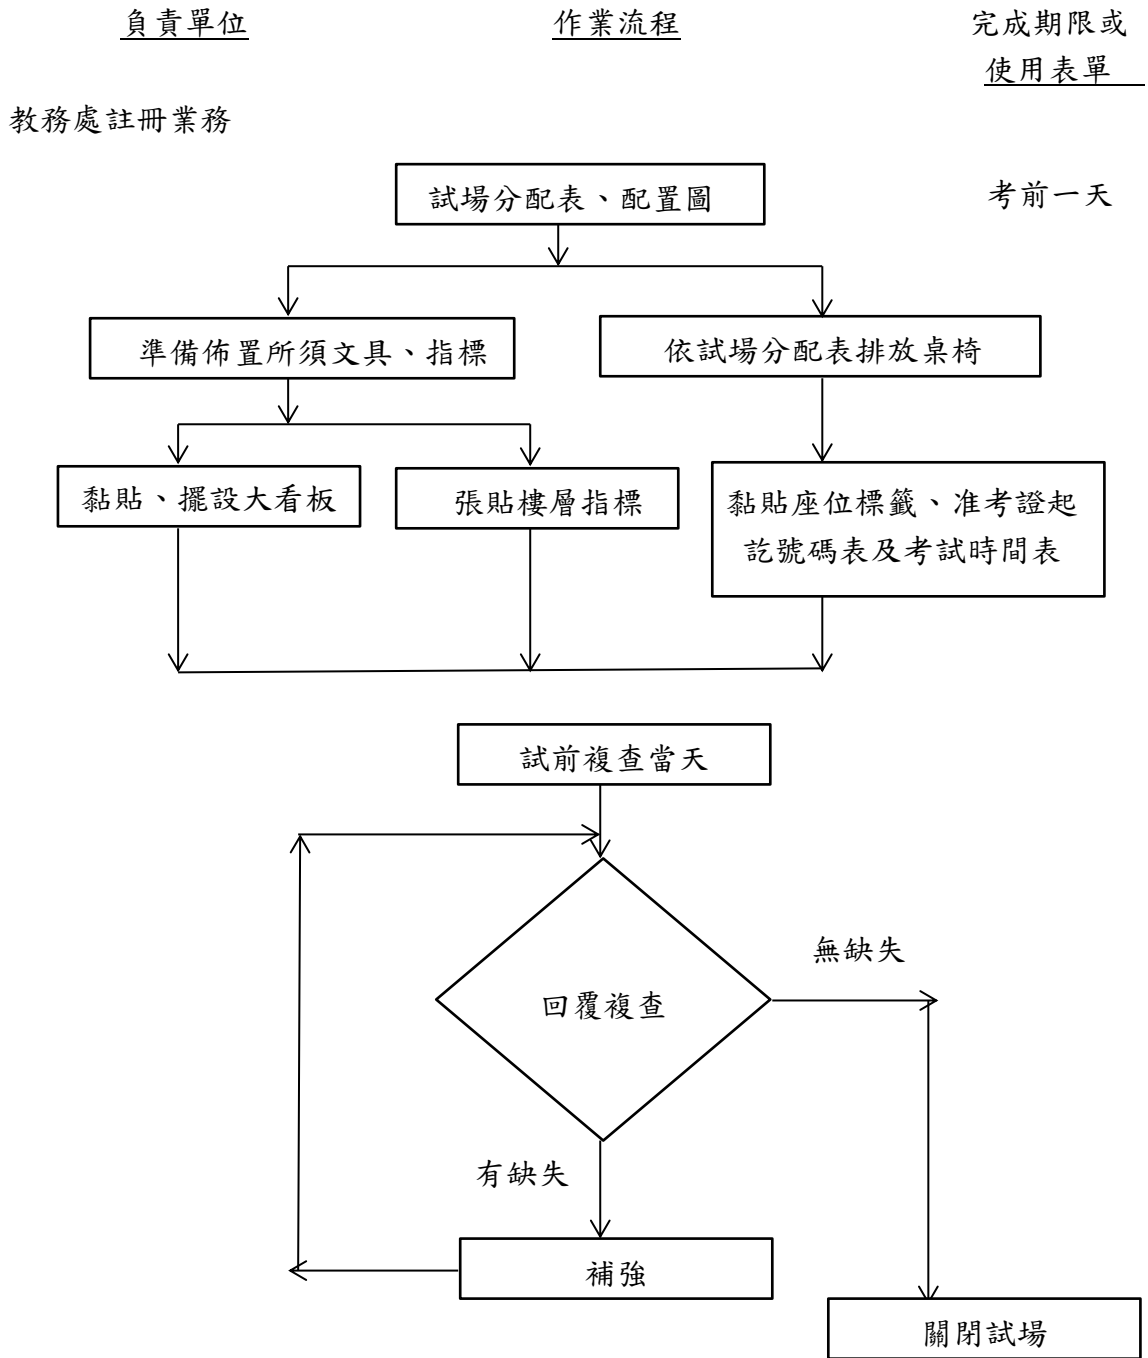 負責單位
作業流程
完成期限或
使用表單
教務處註冊業務
試場分配表、配置圖
考前一天
準備佈置所須文具、指標
依試場分配表排放桌椅
黏貼、擺設大看板
張貼樓層指標
黏貼座位標籤、准考證起
訖號碼表及考試時間表
試前複查當天
無缺失
回覆複查
有缺失
補強
關閉試場